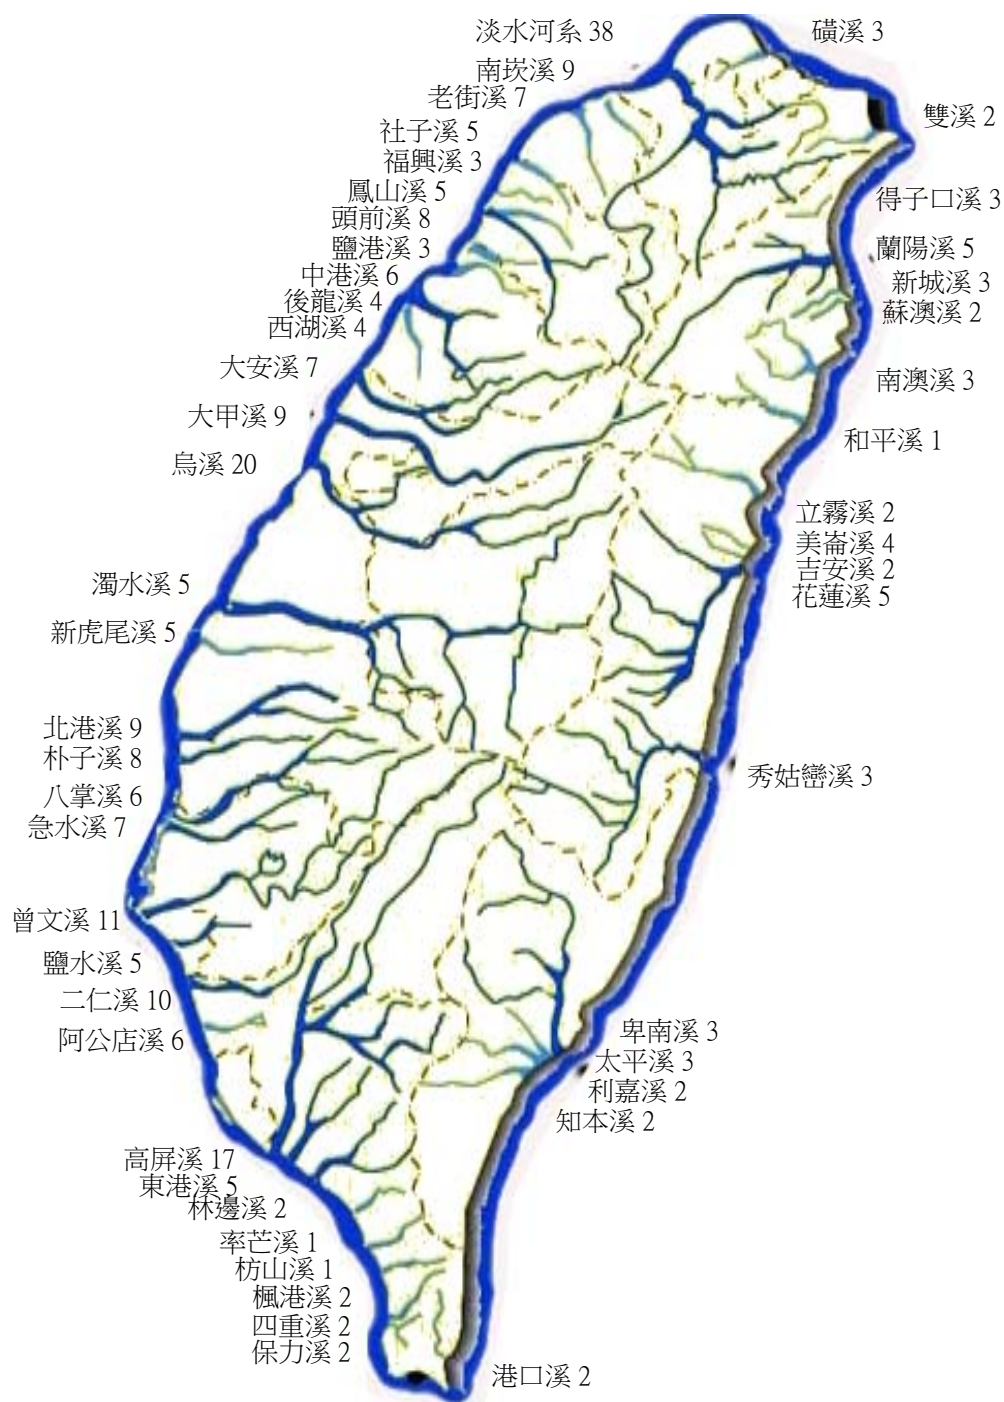 淡水河系 38
南崁溪 9
老街溪 7
社子溪 5
福興溪 3
鳳山溪 5
頭前溪 8
鹽港溪 3
中港溪 6
後龍溪 4
西湖溪 4
大安溪 7
大甲溪 9
烏溪 20
濁水溪 5
新虎尾溪 5
北港溪 9
朴子溪 8
八掌溪 6
急水溪 7
曾文溪 11
鹽水溪 5
二仁溪 10
阿公店溪 6
高屏溪 17
東港溪 5
林邊溪 2
率芒溪 1
枋山溪 1
楓港溪 2
四重溪 2
保力溪 2
磺溪 3
雙溪 2
得子口溪 3
蘭陽溪 5
新城溪 3
蘇澳溪 2
南澳溪 3
和平溪 1
立霧溪 2
美崙溪 4
吉安溪 2
花蓮溪 5
秀姑巒溪 3
卑南溪 3
太平溪 3
利嘉溪 2
知本溪 2
港口溪 2